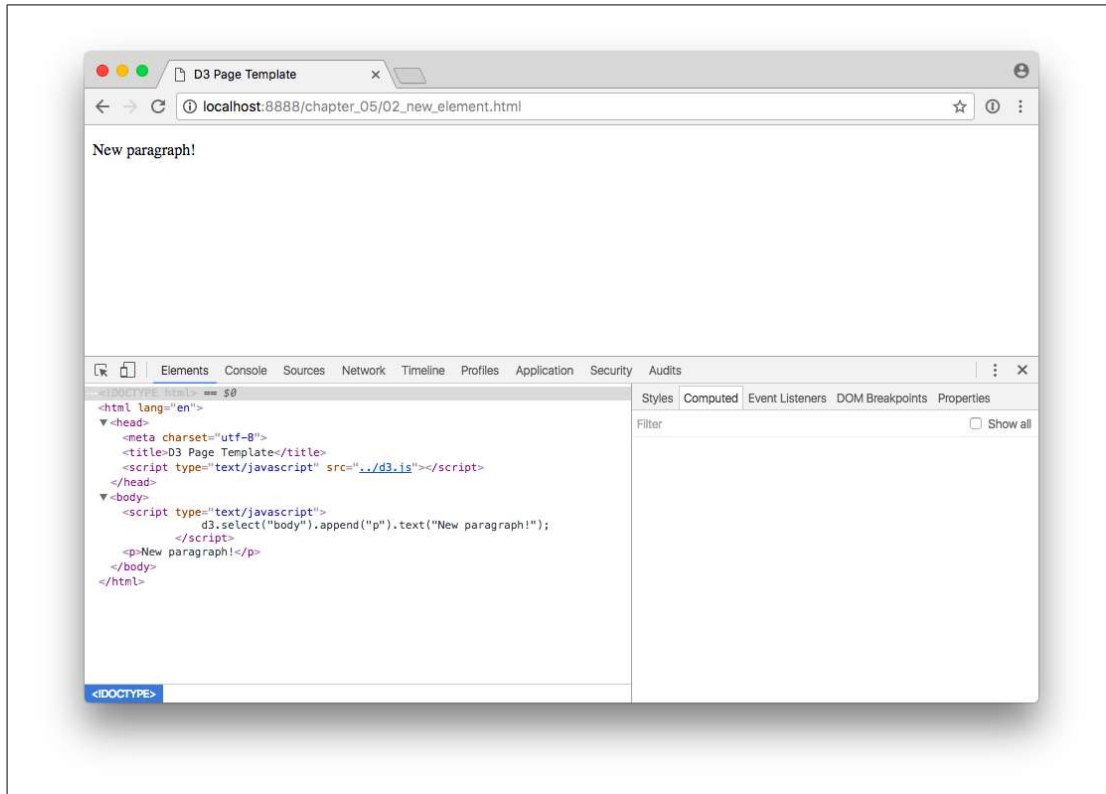 D3 Page Template
localhost:8888/chapter_05/02_new_element.html
New paragraph!
Elements Console Sources Network Timeline Profiles Application Security Audits
<!DOCTYPE html> == $0
<html lang="en">
<head>
<meta charset="utf-8">
<title>D3 Page Template</title>
<script type="text/javascript" src="../d3.js"></script>
</head>
<body>
<script type="text/javascript">
d3.select("body").append("p").text("New paragraph!");
</script>
<p>New paragraph!</p>
</body>
</html>
<!DOCTYPE>
Styles Computed Event Listeners DOM Breakpoints Properties
Filter Show all